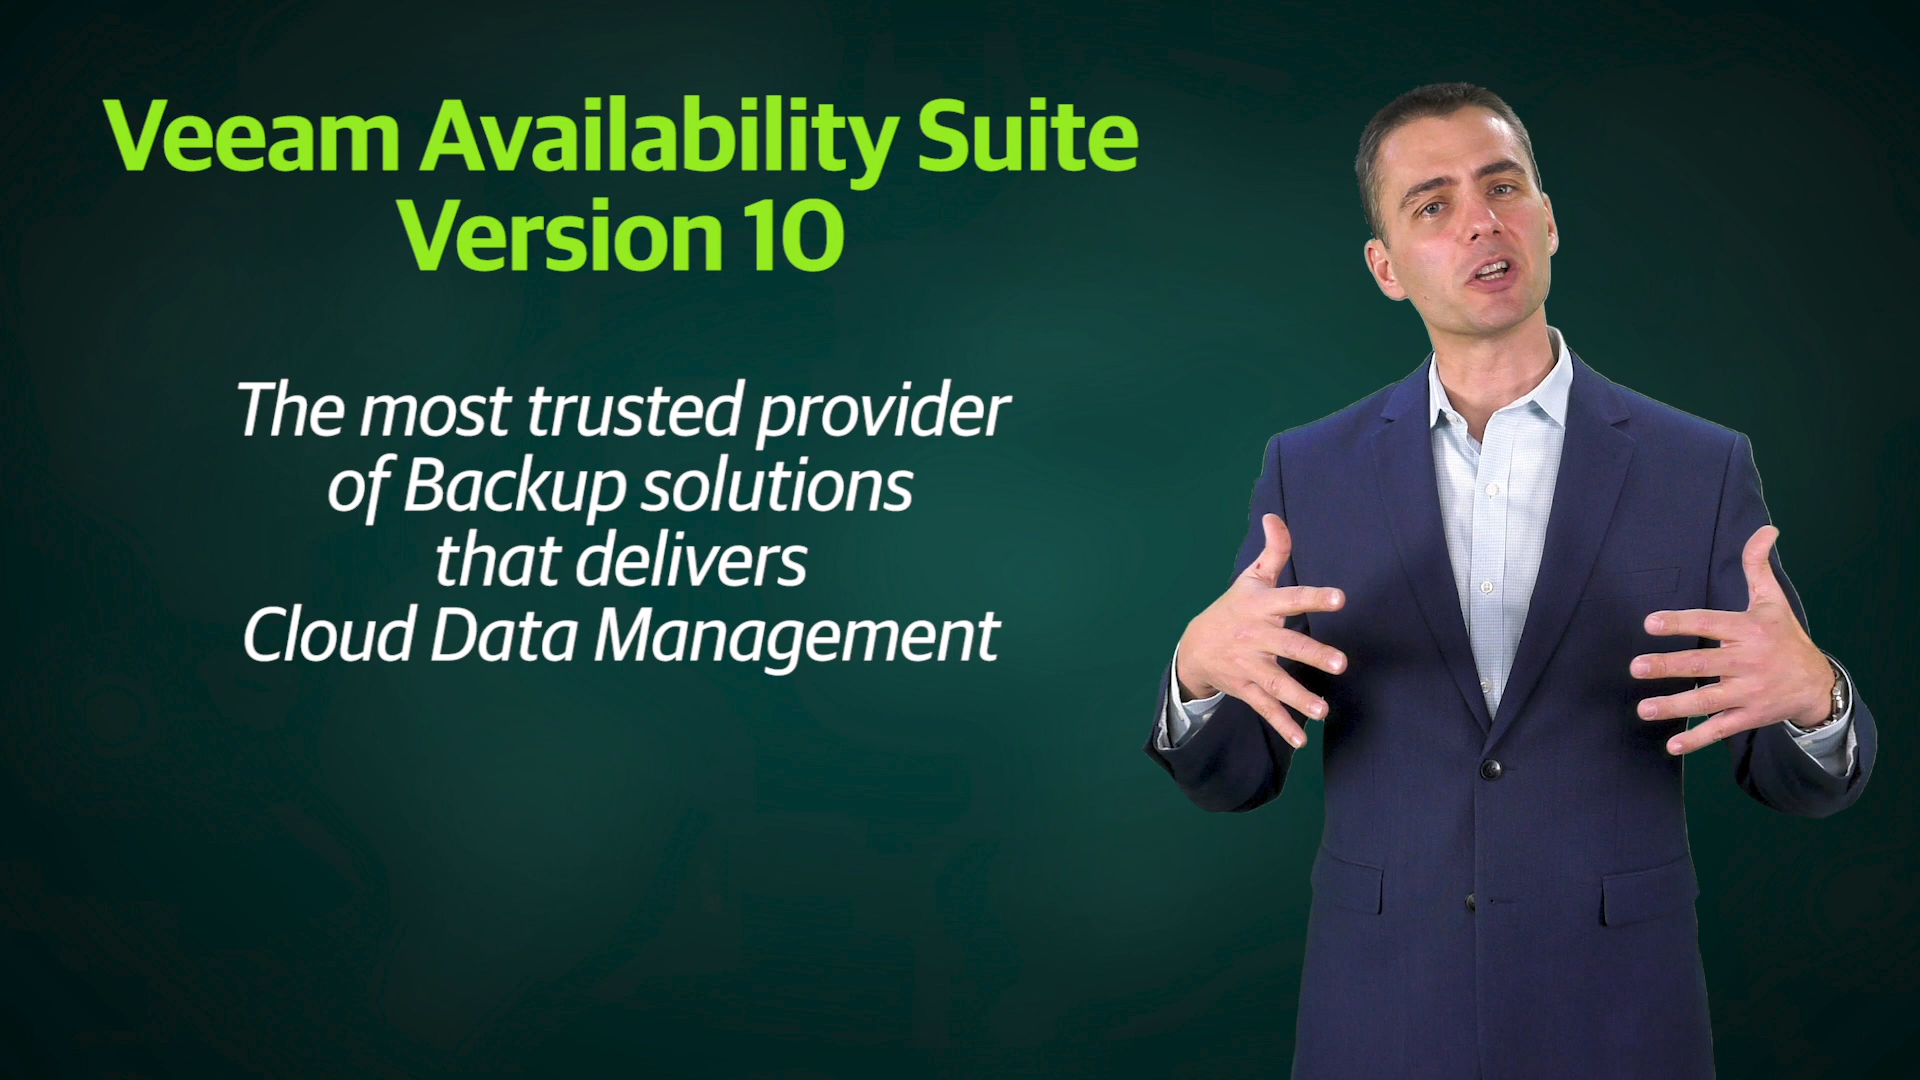 Veeam Availability Suite
Version 10
The most trusted provider
of Backup solutions
that delivers
Cloud Data Management